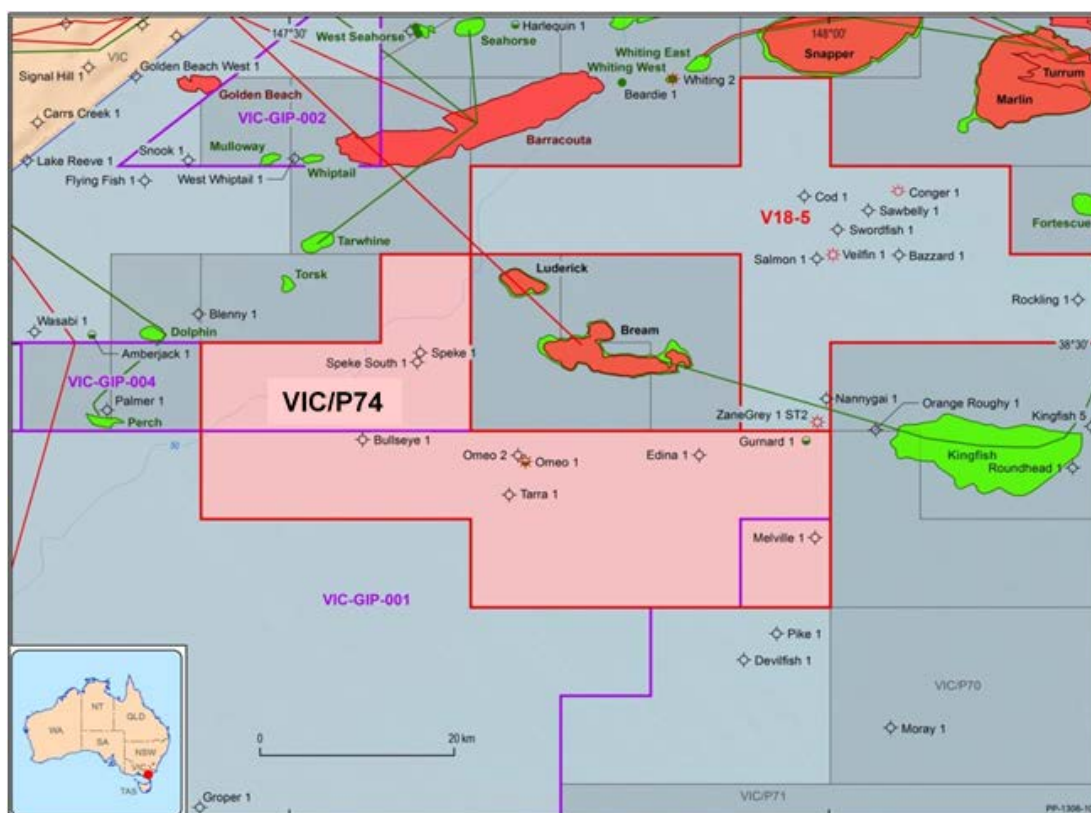 147°30'
148°00'
West Seahorse
Seahorse
Harlequin 1
Whiting East
Whiting West
Whiting 2
Beardie 1
Snapper
Turrum
Marlin
VIC
Signal Hill 1
Golden Beach West 1
Golden Beach
Carrs Creek 1
VIC-GIP-002
Barracouta
Lake Reeve 1
Snook 1
Mulloway
Flying Fish 1
West Whiptail 1
Whiptail
Cod 1
Conger 1
V18-5
Sawbelly 1
Swordfish 1
Fortescue
Tarwhine
Salmon 1
Veilfin 1
Bazzard 1
Torsk
Luderick
Rockling 1
Blenny 1
Wasabi 1
Dolphin
Bream
Amberjack 1
38°30'
Speke 1
Speke South 1
VIC-GIP-004
VIC/P74
Palmer 1
Perch
Nannygai 1
Orange Roughy 1
ZaneGrey 1 ST2
Kingfish 5
Bullseye 1
Gurnard 1
50
Omeo 2
Omeo 1
Edina 1
Kingfish
Roundhead 1
Tarra 1
Melville 1
VIC-GIP-001
Pike 1
Devilfish 1
VIC/P70
NT
QLD
WA
SA
NSW
VIC
TAS
0
20 km
Moray 1
Groper 1
VIC/P71
PP-1306-10